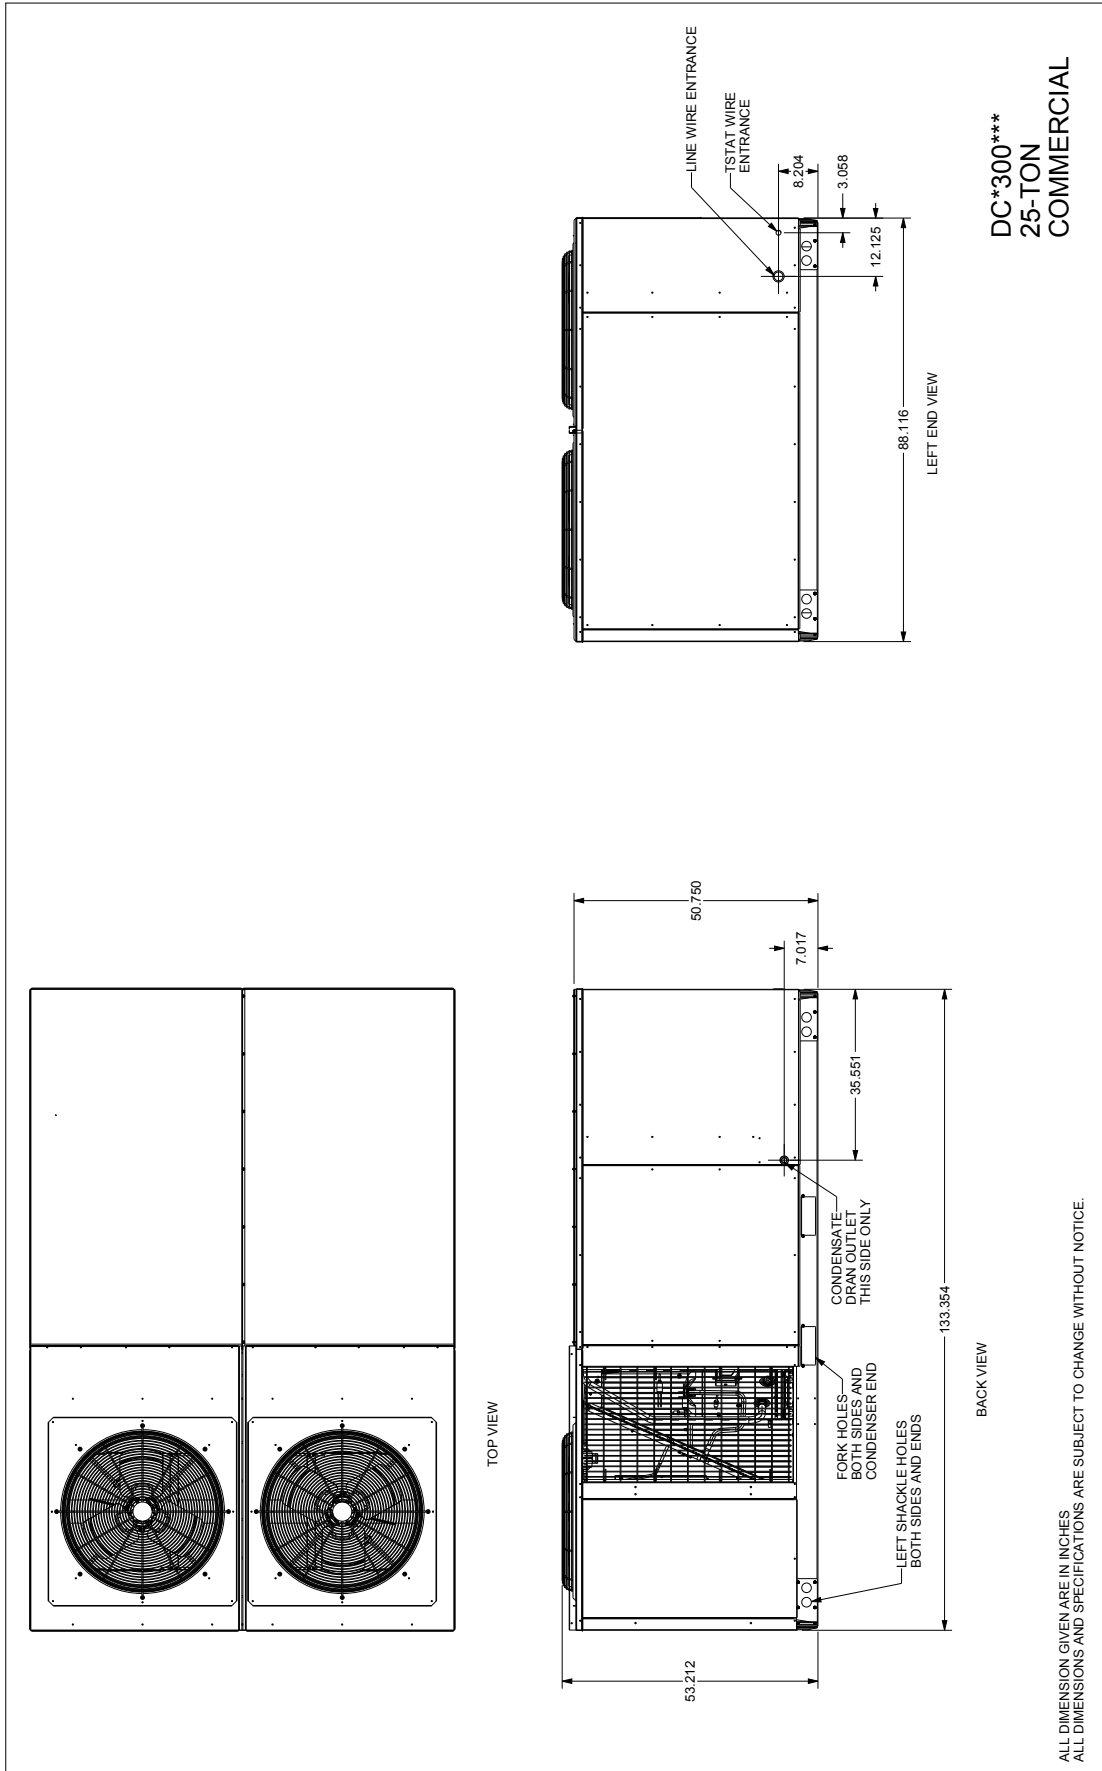 TOP VIEW
53.212
50.750
7.017
35.551
133.354
CONDENSATE
DRAN OUTLET
THIS SIDE ONLY
FORK HOLES
BOTH SIDES AND
CONDENSER END
LEFT SHACKLE HOLES
BOTH SIDES AND ENDS
BACK VIEW
LINE WIRE ENTRANCE
TSTAT WIRE
ENTRANCE
8.204
3.058
12.125
88.116
LEFT END VIEW
DC*300***
25-TON
COMMERCIAL
ALL DIMENSION GIVEN ARE IN INCHES
ALL DIMENSIONS AND SPECIFICATIONS ARE SUBJECT TO CHANGE WITHOUT NOTICE.